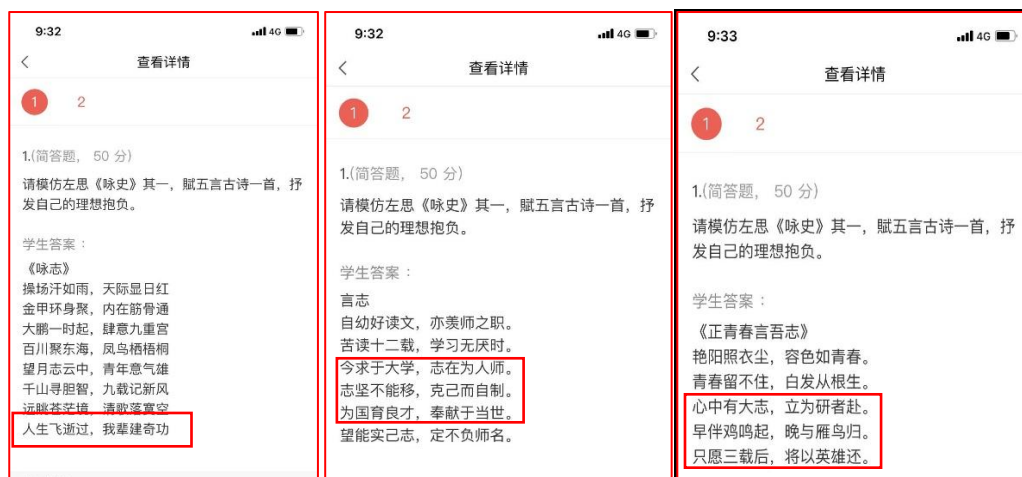 9:32
4G
查看详情
1
2
1.(简答题， 50 分)
请模仿左思《咏史》其一，赋五言古诗一首，抒
发自己的理想抱负。
学生答案：
《咏志》
操场汗如雨，天际显日红
金甲环身聚，内在筋骨通
大鹏一时起，肆意九重宫
百川聚东海，凤鸟栖梧桐
望月志云中，青年意气雄
千山寻胆智，九载记新风
远眺苍茫境，清歌落寞空
人生飞逝过，我辈建奇功
9:32
4G
查看详情
1
2
1.(简答题， 50 分)
请模仿左思《咏史》其一，赋五言古诗一首，抒
发自己的理想抱负。
学生答案：
言志
自幼好读文，亦羡师之职。
苦读十二载，学习无厌时。
今求于大学，志在为人师。
志坚不能移，克己而自制。
为国育良才，奉献于当世。
望能实己志，定不负师名。
9:33
4G
查看详情
1
2
1.(简答题， 50 分)
请模仿左思《咏史》其一，赋五言古诗一首，抒
发自己的理想抱负。
学生答案：
《正青春言吾志》
艳阳照衣尘，容色如青春。
青春留不住，白发从根生。
心中有大志，立为研者赴。
早伴鸡鸣起，晚与雁鸟归。
只愿三载后，将以英雄还。